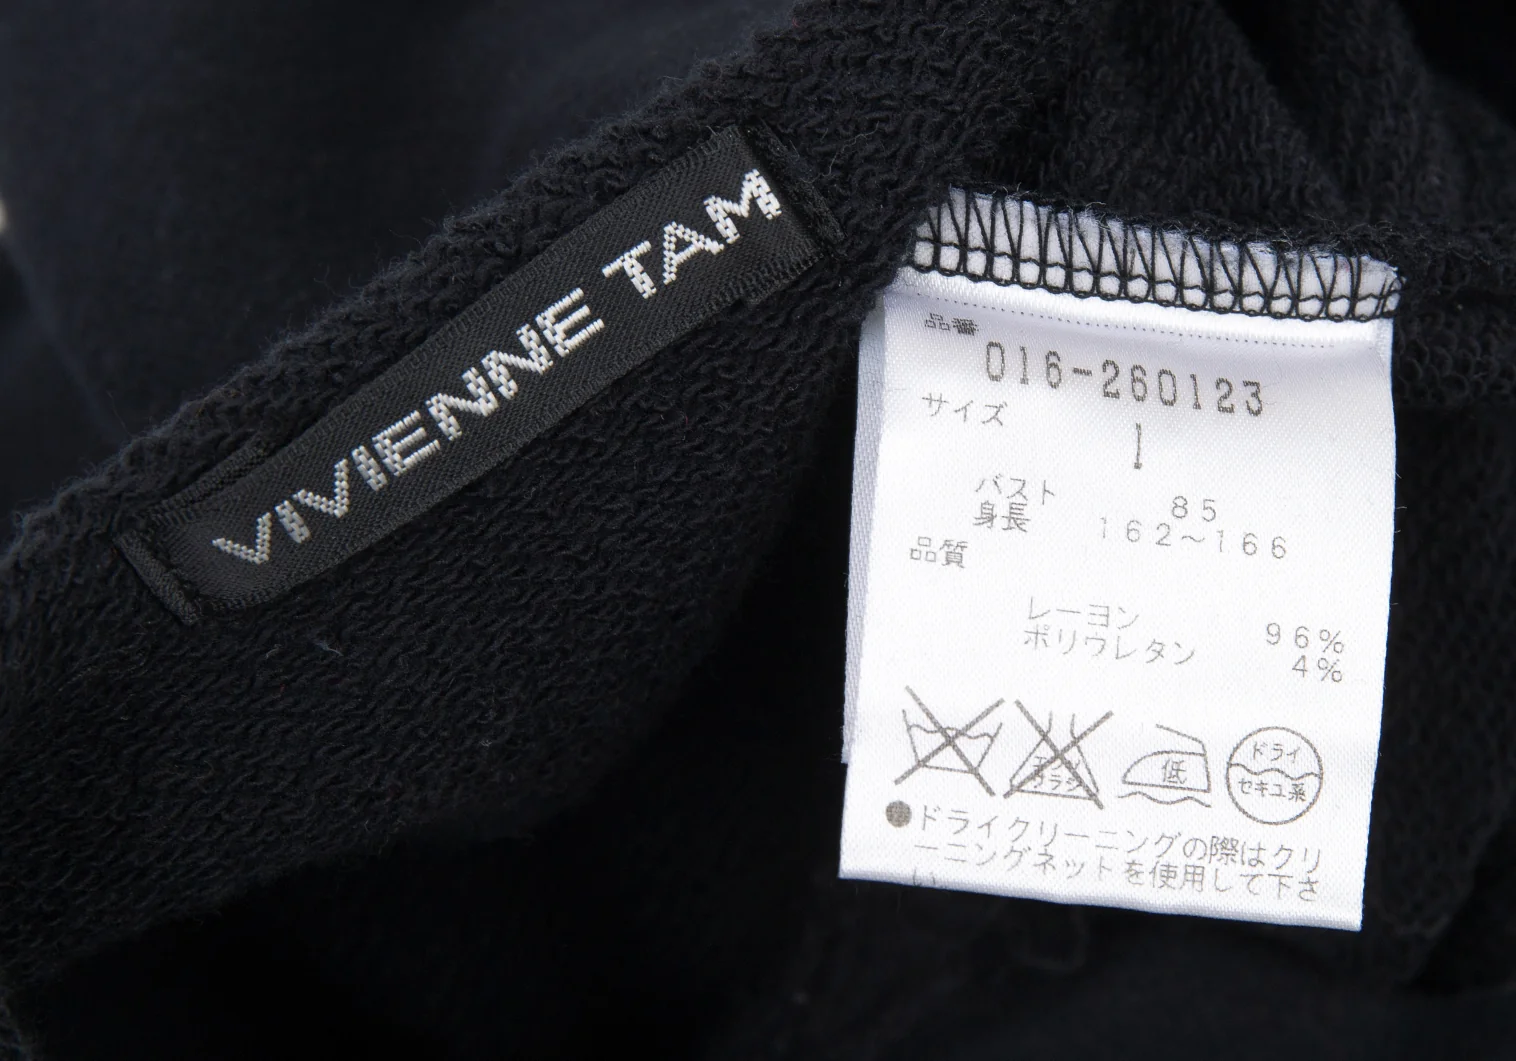 VIVIENNE TAM
品番
016-260123
サイズ
1
バスト 85
身長 162～166
品質
レーヨン 96%
ポリウレタン 4%
低
ドライ
セキユ系
●ドライクリーニングの際はクリ
ーニングネットを使用して下さ
い